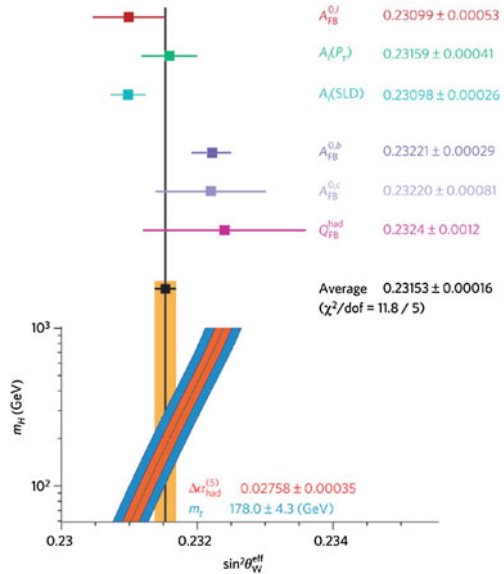 A_FB^0,l 0.23099 ± 0.00053
A_l(P_τ) 0.23159 ± 0.00041
A_l(SLD) 0.23098 ± 0.00026
A_FB^0,b 0.23221 ± 0.00029
A_FB^0,c 0.23220 ± 0.00081
Q_FB^had 0.2324 ± 0.0012
Average 0.23153 ± 0.00016
(χ²/dof = 11.8 / 5)
10³
m_H (GeV)
10²
Δα_had^(5) 0.02758 ± 0.00035
m_t 178.0 ± 4.3 (GeV)
0.23 0.232 0.234
sin²θ_W^eff